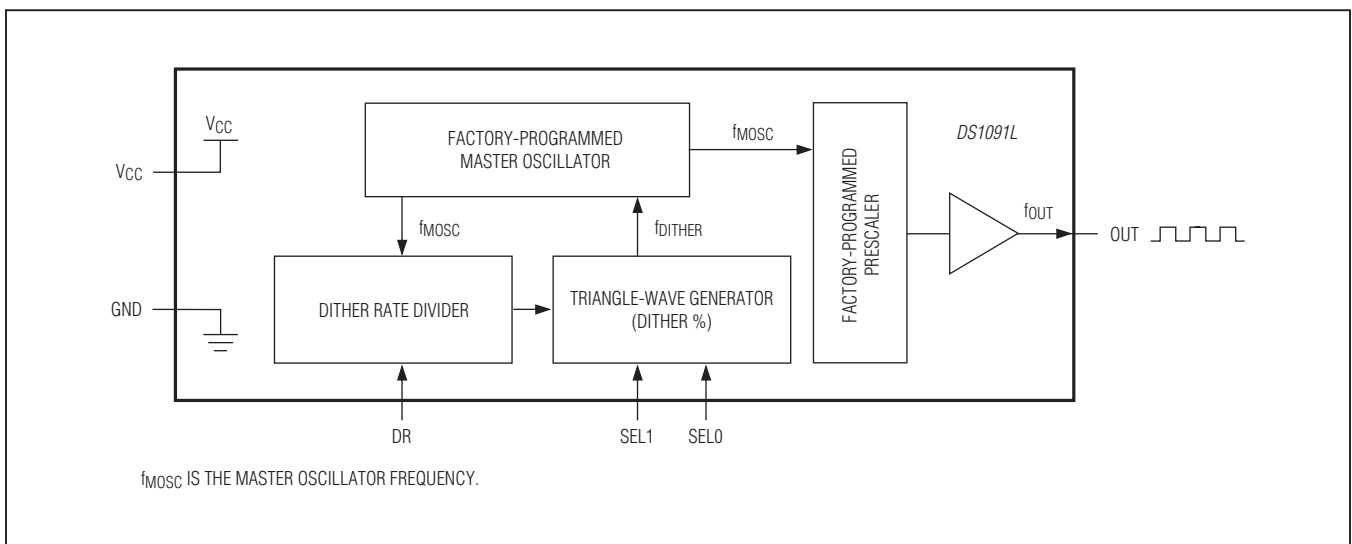 VCC
VCC
GND
FACTORY-PROGRAMMED
MASTER OSCILLATOR
fMOSC
fMOSC
fDITHER
DITHER RATE DIVIDER
TRIANGLE-WAVE GENERATOR
(DITHER %)
FACTORY-PROGRAMMED
PRESCALER
DS1091L
fOUT
OUT
DR
SEL1
SEL0
fMOSC IS THE MASTER OSCILLATOR FREQUENCY.